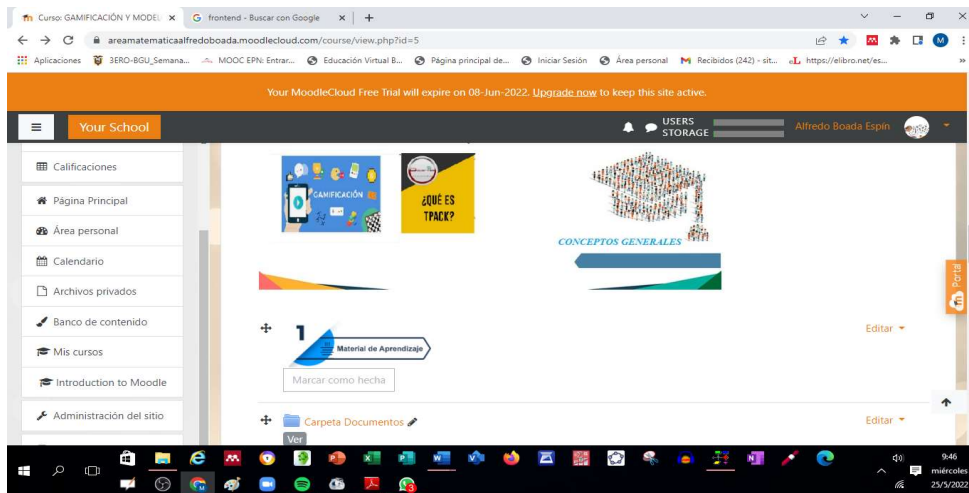 Curso: GAMIFICACIÓN Y MODEL
frontend - Buscar con Google
areamatematicaalfredoboada.moodlecloud.com/course/view.php?id=5
Aplicaciones
3ERO-BGU_Semana...
MOOC EPN: Entrar...
Educación Virtual B...
Página principal de...
Iniciar Sesión
Área personal
Recibidos (242) - sit...
https://elibro.net/es...
Your MoodleCloud Free Trial will expire on 08-Jun-2022. Upgrade now to keep this site active.
Your School
USERS
STORAGE
Alfredo Boada Espín
Calificaciones
Página Principal
Área personal
Calendario
Archivos privados
Banco de contenido
Mis cursos
Introduction to Moodle
Administración del sitio
GAMIFICACIÓN
¿QUÉ ES
TPACK?
CONCEPTOS GENERALES
Portal
1
Material de Aprendizaje
Editar
Marcar como hecha
Carpeta Documentos
Editar
Ver
9:46
miércoles
25/5/2022